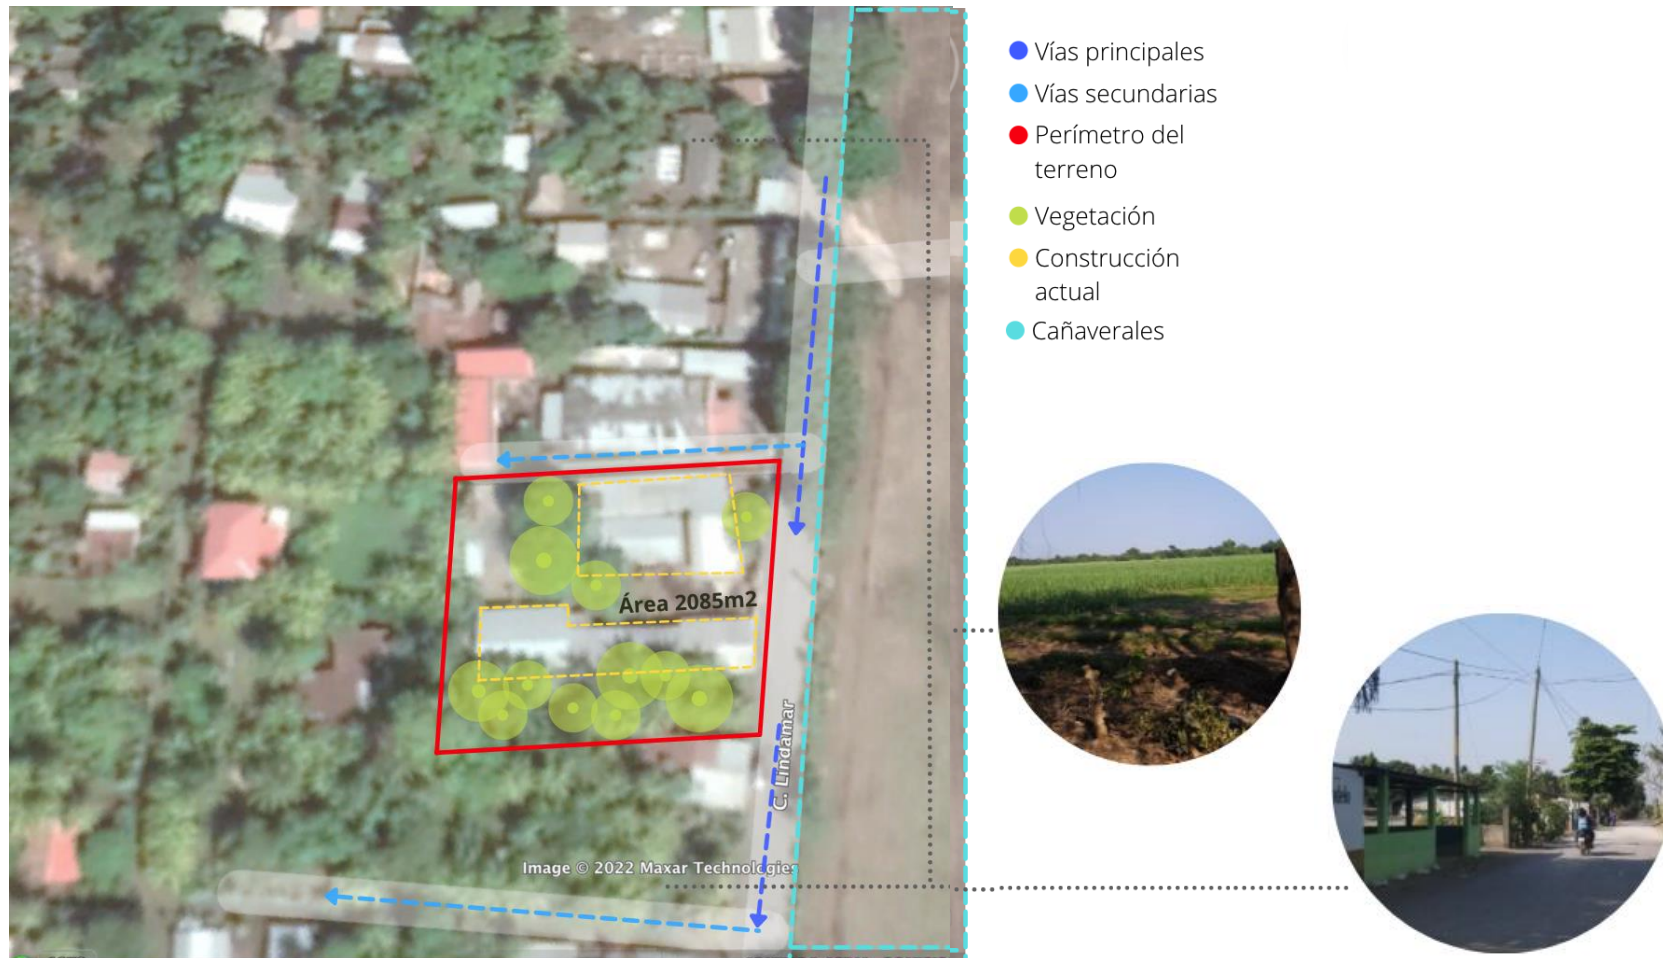 Vías principales
Vías secundarias
Perímetro del
terreno
Vegetación
Construcción
actual
Cañaverales
Área 2085m2
C. Lindamar
Image © 2022 Maxar Technologies